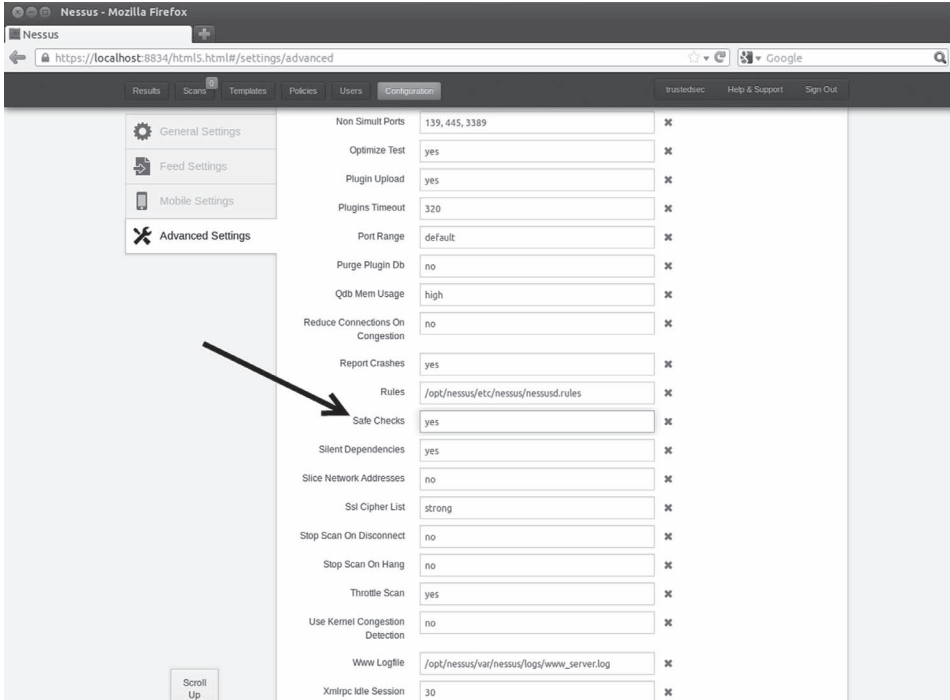 Nessus - Mozilla Firefox
Nessus
https://localhost:8834/html5.html#/settings/advanced
Google
Results
Scans
0
Templates
Policies
Users
Configuration
trustedsec
Help & Support
Sign Out
General Settings
Feed Settings
Mobile Settings
Advanced Settings
Non Simult Ports
139, 445, 3389
Optimize Test
yes
Plugin Upload
yes
Plugins Timeout
320
Port Range
default
Purge Plugin Db
no
Qdb Mem Usage
high
Reduce Connections On
Congestion
no
Report Crashes
yes
Rules
/opt/nessus/etc/nessus/nessusd.rules
Safe Checks
yes
Silent Dependencies
yes
Slice Network Addresses
no
Ssl Cipher List
strong
Stop Scan On Disconnect
no
Stop Scan On Hang
no
Throttle Scan
yes
Use Kernel Congestion
Detection
no
Www Logfile
/opt/nessus/var/nessus/logs/www_server.log
Xmlrpc Idle Session
30
Scroll
Up